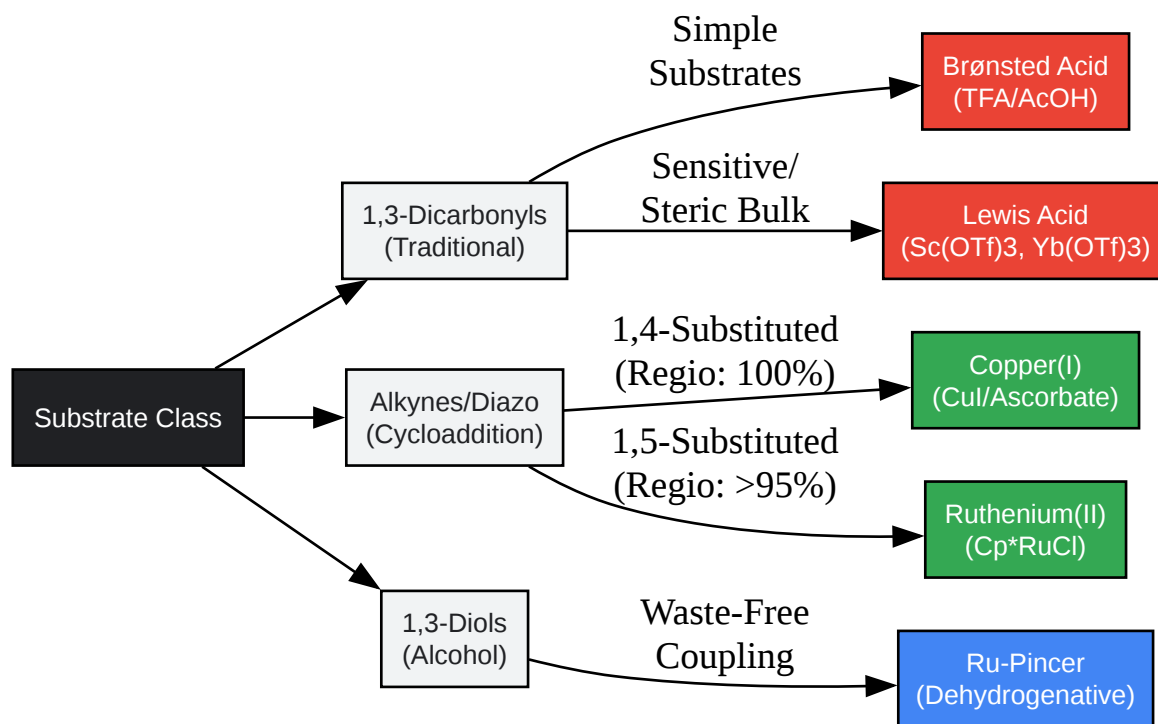 Simple
Substrates
Brønsted Acid
(TFA/AcOH)
Sensitive/
Steric Bulk
1,3-Dicarbonyls
(Traditional)
Lewis Acid
(Sc(OTf)3, Yb(OTf)3)
1,4-Substituted
(Regio: 100%)
Copper(I)
(CuI/Ascorbate)
Substrate Class
Alkynes/Diazo
(Cycloaddition)
1,5-Substituted
(Regio: >95%)
Ruthenium(II)
(Cp*RuCl)
1,3-Diols
(Alcohol)
Waste-Free
Coupling
Ru-Pincer
(Dehydrogenative)